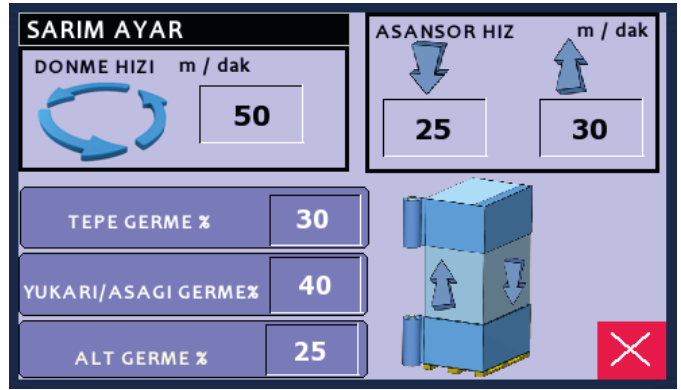 SARIM AYAR
DONME HIZI m / dak
50
ASANSOR HIZ m / dak
25 30
TEPE GERME % 30
YUKARI/ASAGI GERME% 40
ALT GERME % 25